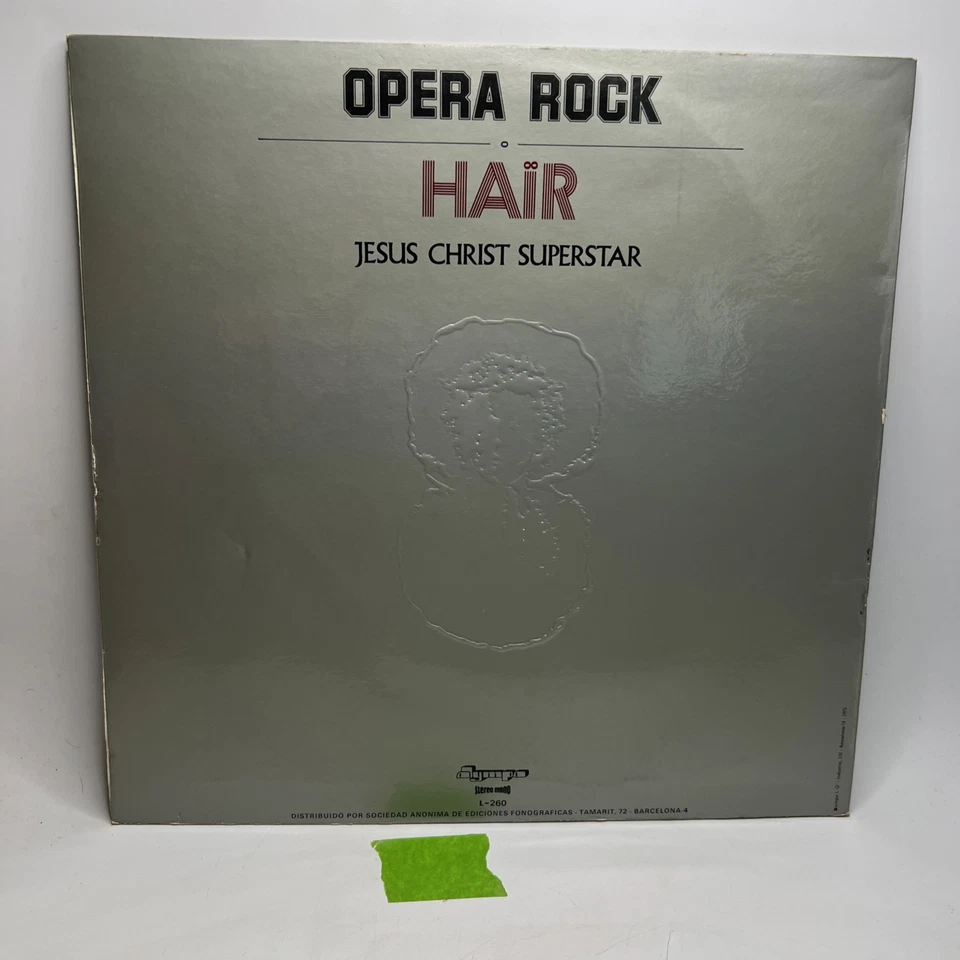 OPERA ROCK
HAÏR
JESUS CHRIST SUPERSTAR
Olympo
Stereo mono
L-260
DISTRIBUIDO POR SOCIEDAD ANONIMA DE EDICIONES FONOGRAFICAS - TAMARIT, 72 - BARCELONA-4